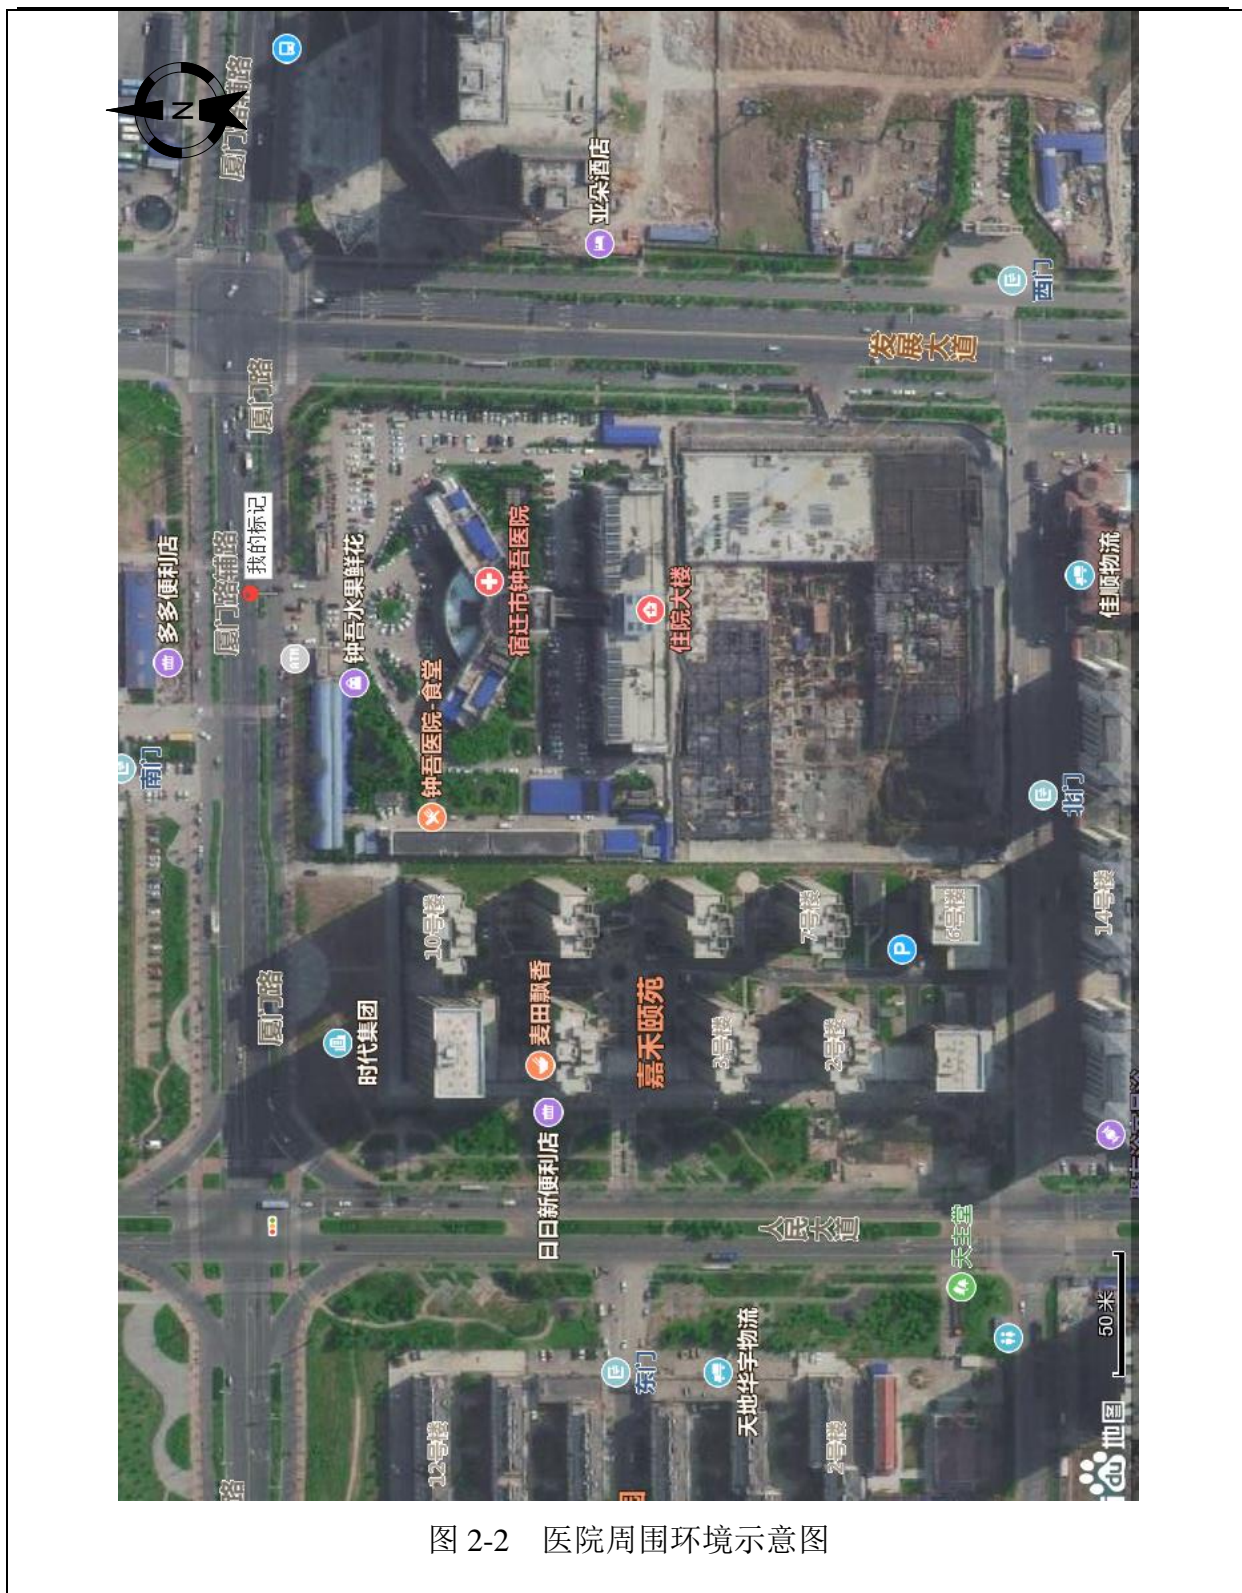 N
厦门路辅路
亚朵酒店
西门
发展大道
厦门路
我的标记
厦门路辅路
多多便利店
ATM
钟吾水果鲜花
钟吾医院-食堂
宿迁市钟吾医院
住院大楼
佳顺物流
南门
北门
10号楼
7号楼
6号楼
14号楼
厦门路
时代集团
麦田飘香
嘉禾颐苑
3号楼
2号楼
P
日日新便利店
人民大道
天主堂
50米
东门
天地华宇物流
12号楼
2号楼
路
du地图
图 2-2 医院周围环境示意图